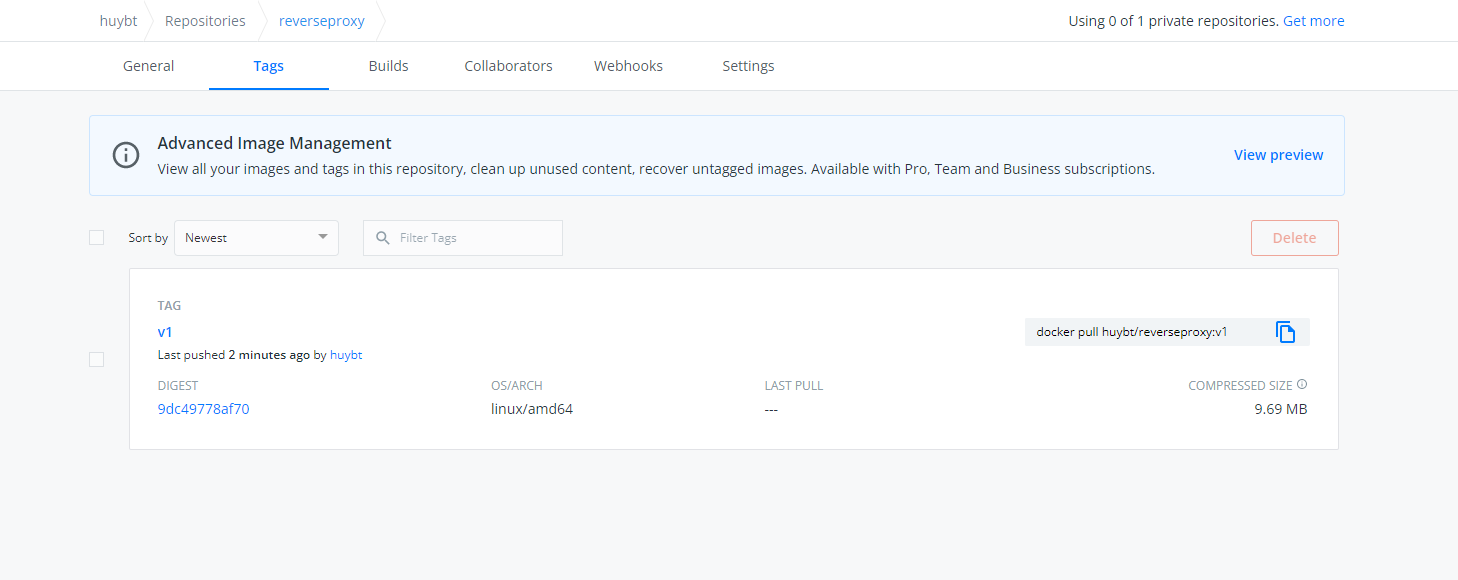 huybt Repositories reverseproxy Using 0 of 1 private repositories. Get more
General Tags Builds Collaborators Webhooks Settings
Advanced Image Management
View all your images and tags in this repository, clean up unused content, recover untagged images. Available with Pro, Team and Business subscriptions.
View preview
Sort by Newest Filter Tags Delete
TAG
v1
docker pull huybt/reverseproxy:v1
Last pushed 2 minutes ago by huybt
DIGEST OS/ARCH LAST PULL COMPRESSED SIZE
9dc49778af70 linux/amd64 --- 9.69 MB